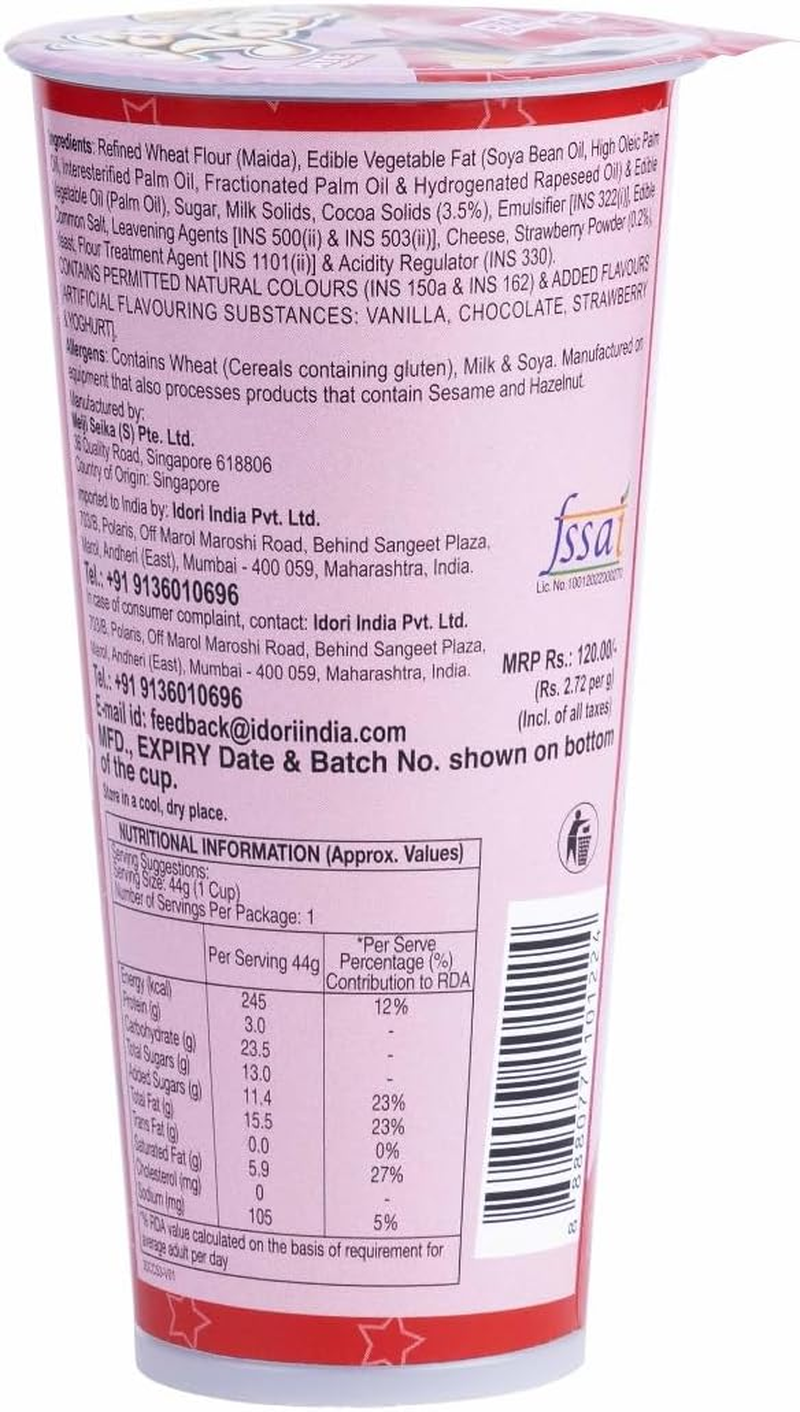 Ingredients: Refined Wheat Flour (Maida), Edible Vegetable Fat (Soya Bean Oil, High Oleic Palm
Oil, Interesterified Palm Oil, Fractionated Palm Oil & Hydrogenated Rapeseed Oil) & Edible
Vegetable Oil (Palm Oil), Sugar, Milk Solids, Cocoa Solids (3.5%), Emulsifier [INS 322(i)], Edible
Common Salt, Leavening Agents [INS 500(ii) & INS 503(ii)], Cheese, Strawberry Powder (0.2%),
Yeast, Flour Treatment Agent [INS 1101(ii)] & Acidity Regulator (INS 330).
CONTAINS PERMITTED NATURAL COLOURS (INS 150a & INS 162) & ADDED FLAVOURS
ARTIFICIAL FLAVOURING SUBSTANCES: VANILLA, CHOCOLATE, STRAWBERRY
& YOGHURT].
Allergens: Contains Wheat (Cereals containing gluten), Milk & Soya. Manufactured on
equipment that also processes products that contain Sesame and Hazelnut.
Manufactured by:
Meiji Seika (S) Pte. Ltd.
36 Quality Road, Singapore 618806
Country of Origin: Singapore
Imported to India by: Idori India Pvt. Ltd.
703/B, Polaris, Off Marol Maroshi Road, Behind Sangeet Plaza,
Marol, Andheri (East), Mumbai - 400 059, Maharashtra, India.
Tel.: +91 9136010696
In case of consumer complaint, contact: Idori India Pvt. Ltd.
703/B, Polaris, Off Marol Maroshi Road, Behind Sangeet Plaza,
Marol, Andheri (East), Mumbai - 400 059, Maharashtra, India.
Tel.: +91 9136010696
E-mail id: feedback@idoriindia.com
fssai
Lic. No.
MRP Rs.: 120.00/-
(Rs. 2.72 per g)
(Incl. of all taxes)
MFD., EXPIRY Date & Batch No. shown on bottom
of the cup.
Store in a cool, dry place.
NUTRITIONAL INFORMATION (Approx. Values)
Serving Suggestions:
Serving Size: 44g (1 Cup)
Number of Servings Per Package: 1
Per Serving 44g
*Per Serve
Percentage (%)
Contribution to RDA
Energy (kcal) 245 12%
Protein (g) 3.0 -
Carbohydrate (g) 23.5 -
Total Sugars (g) 13.0 -
Added Sugars (g) 11.4 23%
Total Fat (g) 15.5 23%
Trans Fat (g) 0.0 0%
Saturated Fat (g) 5.9 27%
Cholesterol (mg) 0 -
Sodium (mg) 105 5%
*% RDA value calculated on the basis of requirement for
average adult per day
8 888077 101224